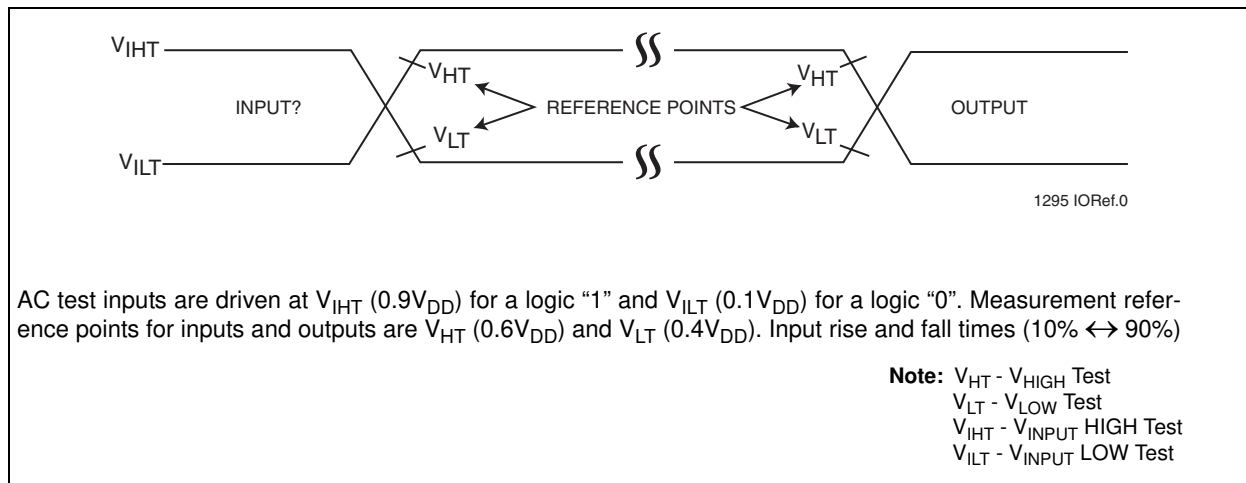 VIHT
VHT
VHT
INPUT?
REFERENCE POINTS
OUTPUT
VLT
VLT
VILT
1295 IORef.0
AC test inputs are driven at VIHT (0.9VDD) for a logic “1” and VILT (0.1VDD) for a logic “0”. Measurement refer-
ence points for inputs and outputs are VHT (0.6VDD) and VLT (0.4VDD). Input rise and fall times (10% ↔ 90%)
Note: VHT - VHIGH Test
VLT - VLOW Test
VIHT - VINPUT HIGH Test
VILT - VINPUT LOW Test